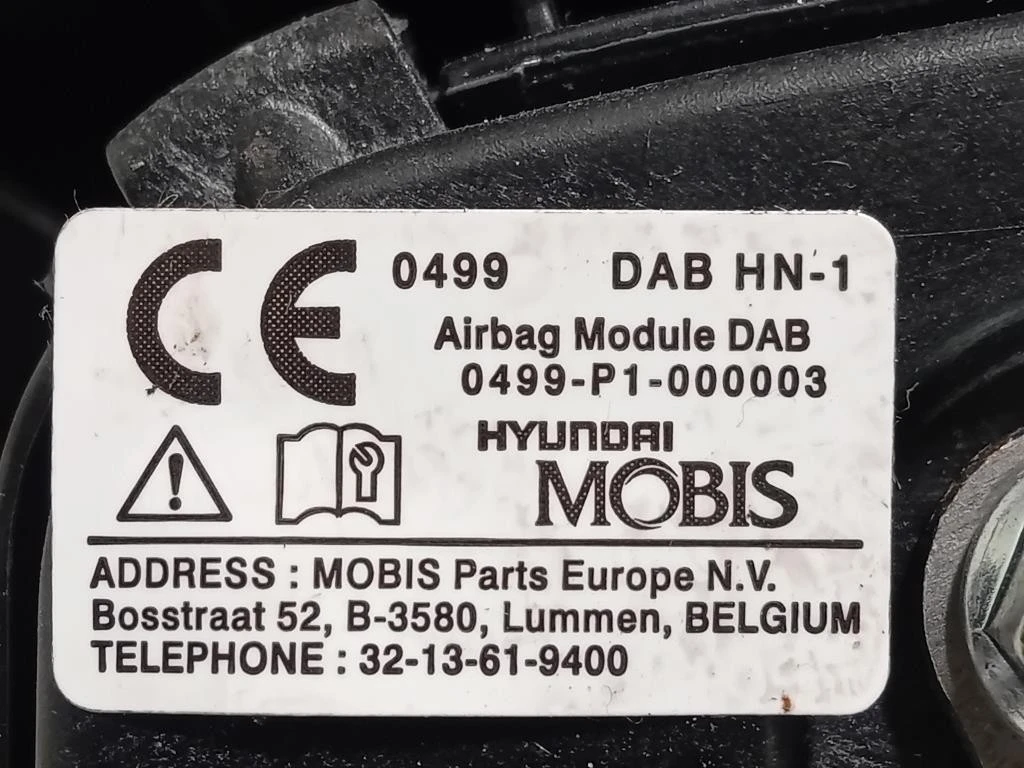 CE 0499 DAB HN-1
Airbag Module DAB
0499-P1-000003
HYUNDAI
MOBIS
ADDRESS : MOBIS Parts Europe N.V.
Bosstraat 52, B-3580, Lummen, BELGIUM
TELEPHONE : 32-13-61-9400